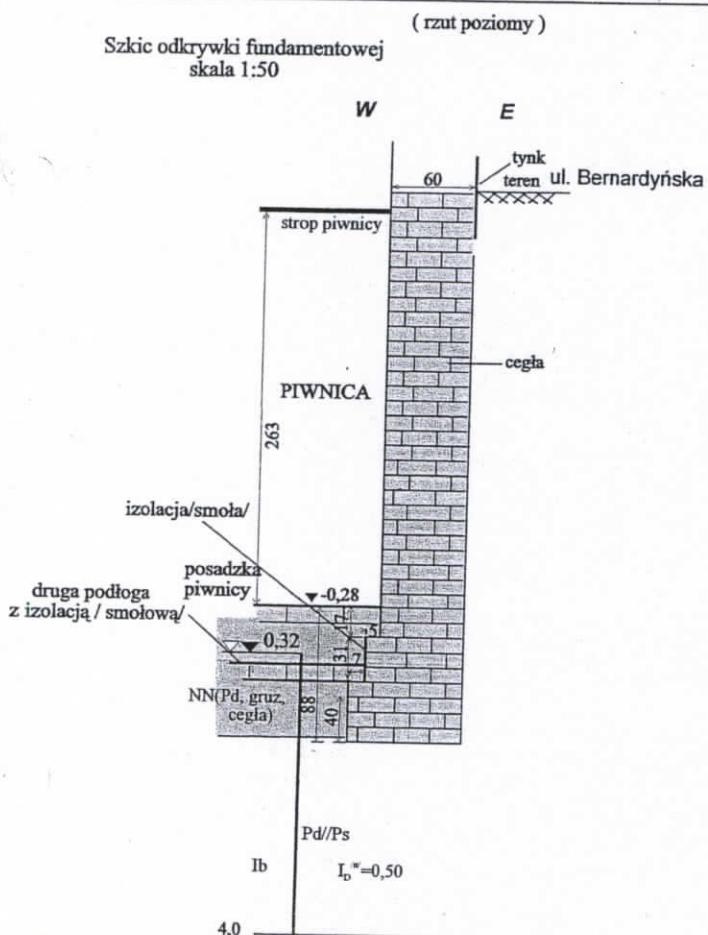 ( rzut poziomy )
Szkic odkrywki fundamentowej
skala 1:50
W
E
tynk
60
teren ul. Bernardyńska
strop piwnicy
cegła
PIWNICA
263
izolacja/smoła/
posadzka
piwnicy
-0,28
druga podłoga
z izolacją / smołową/
17
5
0,32
31
7
NN(Pd, gruz,
cegła)
88
40
Pd//Ps
Ib
I_D^w=0,50
4,0